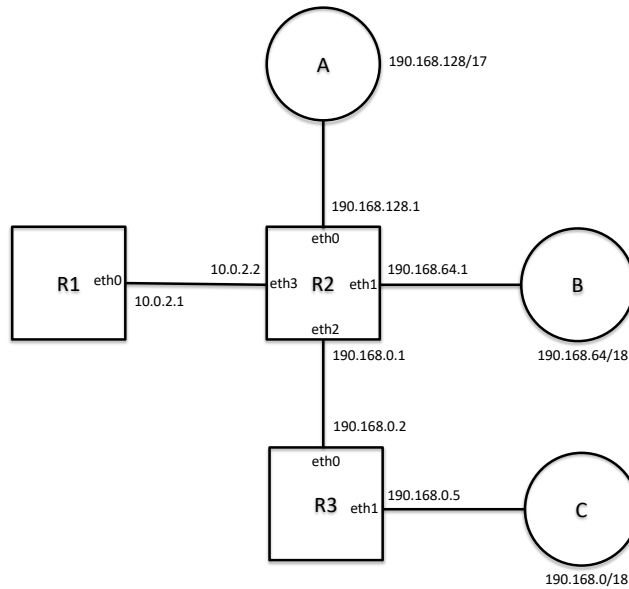 A
190.168.128/17
190.168.128.1
eth0
R1
eth0
10.0.2.1
10.0.2.2
eth3
R2
eth1
190.168.64.1
B
190.168.64/18
eth2
190.168.0.1
190.168.0.2
eth0
R3
eth1
190.168.0.5
C
190.168.0/18